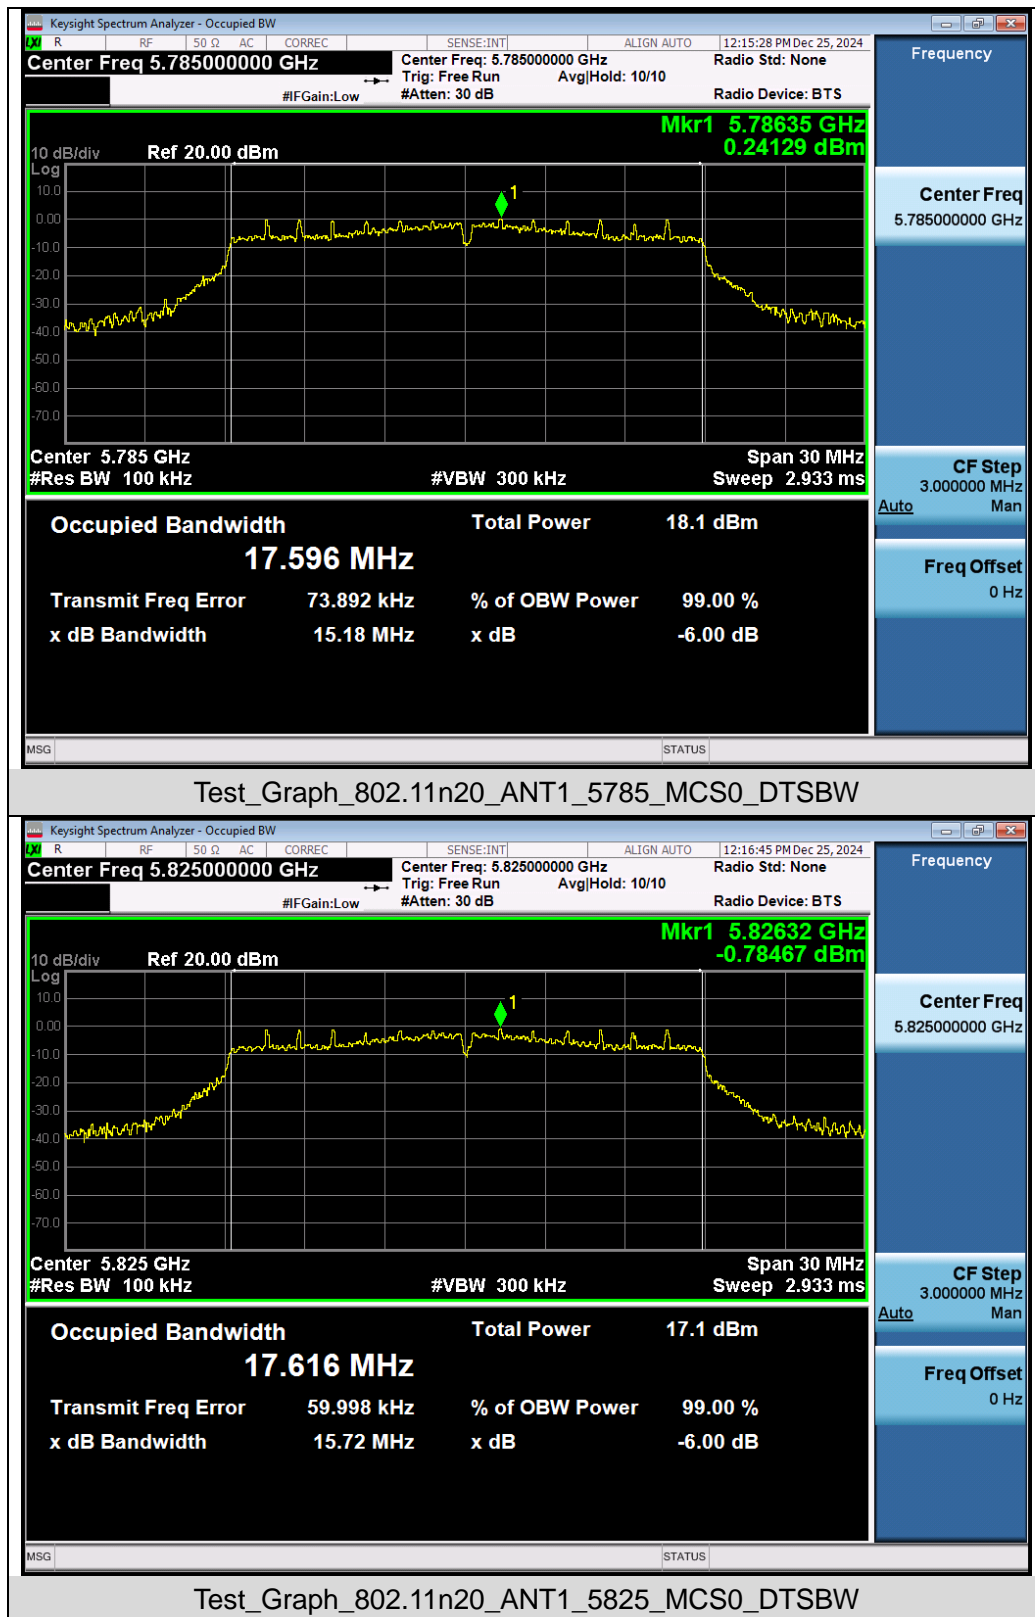 Keysight Spectrum Analyzer - Occupied BW
LXI R RF 50 Ω AC CORREC SENSE:INT ALIGN AUTO 12:15:28 PM Dec 25, 2024
Center Freq 5.785000000 GHz
Center Freq: 5.785000000 GHz Radio Std: None
Trig: Free Run Avg|Hold: 10/10
#IFGain:Low #Atten: 30 dB Radio Device: BTS
Frequency
Mkr1 5.78635 GHz
0.24129 dBm
10 dB/div Ref 20.00 dBm
Log
10.0
0.00
-10.0
-20.0
-30.0
-40.0
-50.0
-60.0
-70.0
1
Center Freq
5.785000000 GHz
Center 5.785 GHz Span 30 MHz
#Res BW 100 kHz #VBW 300 kHz Sweep 2.933 ms
CF Step
3.000000 MHz
Auto Man
Occupied Bandwidth Total Power 18.1 dBm
17.596 MHz
Freq Offset
0 Hz
Transmit Freq Error 73.892 kHz % of OBW Power 99.00 %
x dB Bandwidth 15.18 MHz x dB -6.00 dB
MSG STATUS
Test_Graph_802.11n20_ANT1_5785_MCS0_DTSBW
Keysight Spectrum Analyzer - Occupied BW
LXI R RF 50 Ω AC CORREC SENSE:INT ALIGN AUTO 12:16:45 PM Dec 25, 2024
Center Freq 5.825000000 GHz
Center Freq: 5.825000000 GHz Radio Std: None
Trig: Free Run Avg|Hold: 10/10
#IFGain:Low #Atten: 30 dB Radio Device: BTS
Frequency
Mkr1 5.82632 GHz
-0.78467 dBm
10 dB/div Ref 20.00 dBm
Log
10.0
0.00
-10.0
-20.0
-30.0
-40.0
-50.0
-60.0
-70.0
1
Center Freq
5.825000000 GHz
Center 5.825 GHz Span 30 MHz
#Res BW 100 kHz #VBW 300 kHz Sweep 2.933 ms
CF Step
3.000000 MHz
Auto Man
Occupied Bandwidth Total Power 17.1 dBm
17.616 MHz
Freq Offset
0 Hz
Transmit Freq Error 59.998 kHz % of OBW Power 99.00 %
x dB Bandwidth 15.72 MHz x dB -6.00 dB
MSG STATUS
Test_Graph_802.11n20_ANT1_5825_MCS0_DTSBW